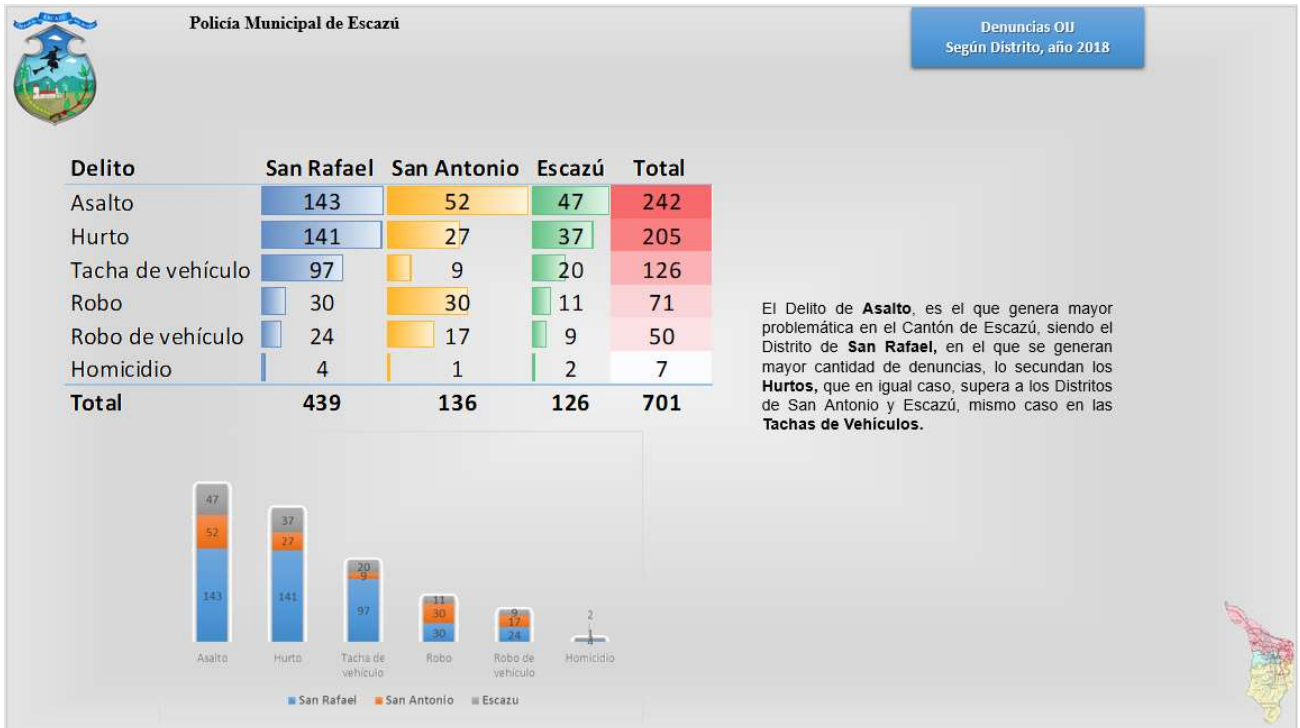 Policía Municipal de Escazú
Denuncias OIJ
Según Distrito, año 2018
Delito San Rafael San Antonio Escazú Total
Asalto 143 52 47 242
Hurto 141 27 37 205
Tacha de vehículo 97 9 20 126
Robo 30 30 11 71
Robo de vehículo 24 17 9 50
Homicidio 4 1 2 7
Total 439 136 126 701
El Delito de Asalto, es el que genera mayor
problemática en el Cantón de Escazú, siendo el
Distrito de San Rafael, en el que se generan
mayor cantidad de denuncias, lo secundan los
Hurtos, que en igual caso, supera a los Distritos
de San Antonio y Escazú, mismo caso en las
Tachas de Vehículos.
47
52
143
37
27
141
20
9
97
11
30
30
9
17
24
2
1
4
Asalto
Hurto
Tacha de
vehículo
Robo
Robo de
vehículo
Homicidio
San Rafael San Antonio Escazu